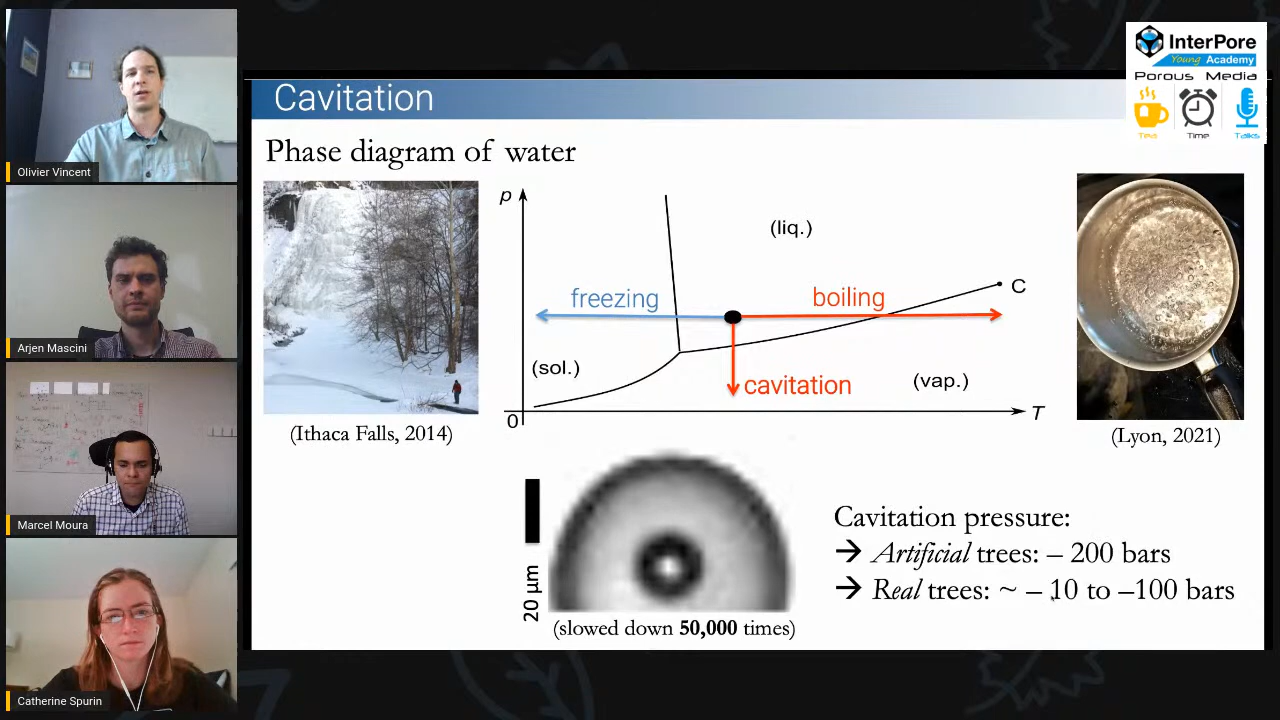 Olivier Vincent
Arjen Mascini
Marcel Moura
Catherine Spurin
InterPore
Young Academy
Porous Media
Tea Time Talks
Cavitation
Phase diagram of water
(Ithaca Falls, 2014)
p
(liq.)
C
freezing
boiling
(sol.)
cavitation
(vap.)
0
T
(Lyon, 2021)
20 μm
(slowed down 50,000 times)
Cavitation pressure:
→ Artificial trees: – 200 bars
→ Real trees: ~ – 10 to –100 bars